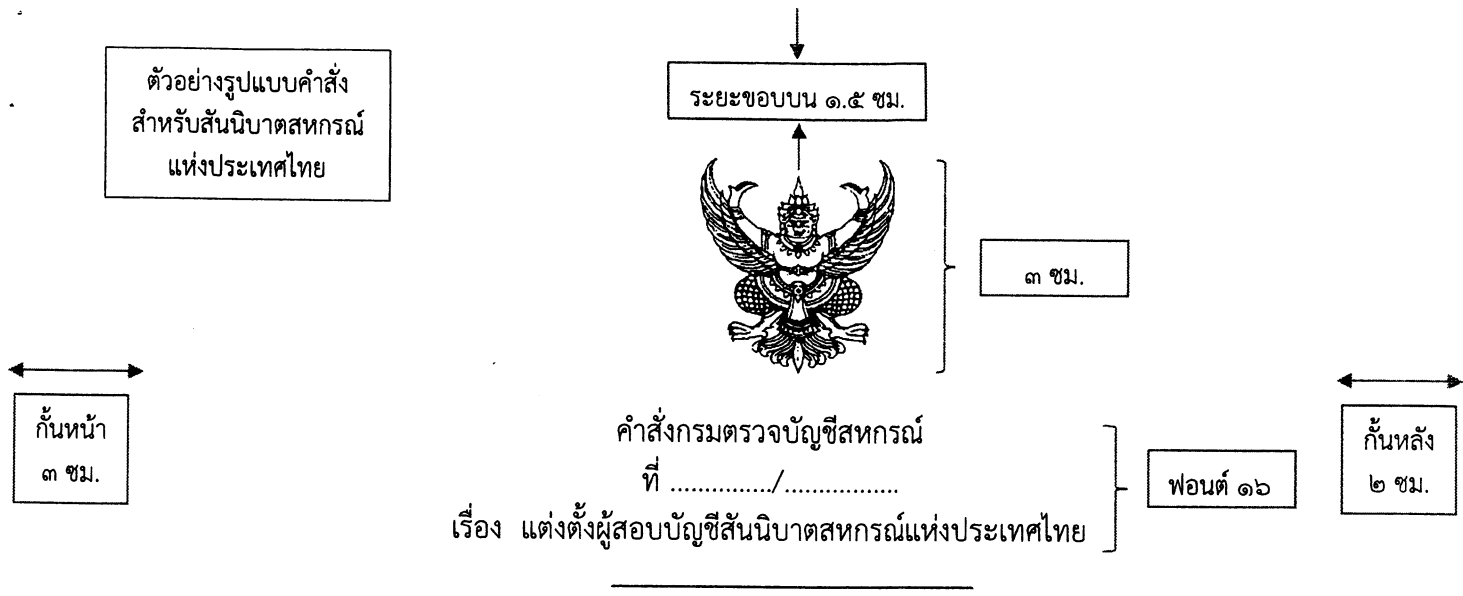 ตัวอย่างรูปแบบคำสั่ง
สำหรับสันนิบาตสหกรณ์
แห่งประเทศไทย
ระยะขอบบน ๑.๕ ซม.
๓ ซม.
กั้นหน้า
๓ ซม.
คำสั่งกรมตรวจบัญชีสหกรณ์
ที่ .............../.................
เรื่อง แต่งตั้งผู้สอบบัญชีสันนิบาตสหกรณ์แห่งประเทศไทย
ฟอนต์ ๑๖
กั้นหลัง
๒ ซม.